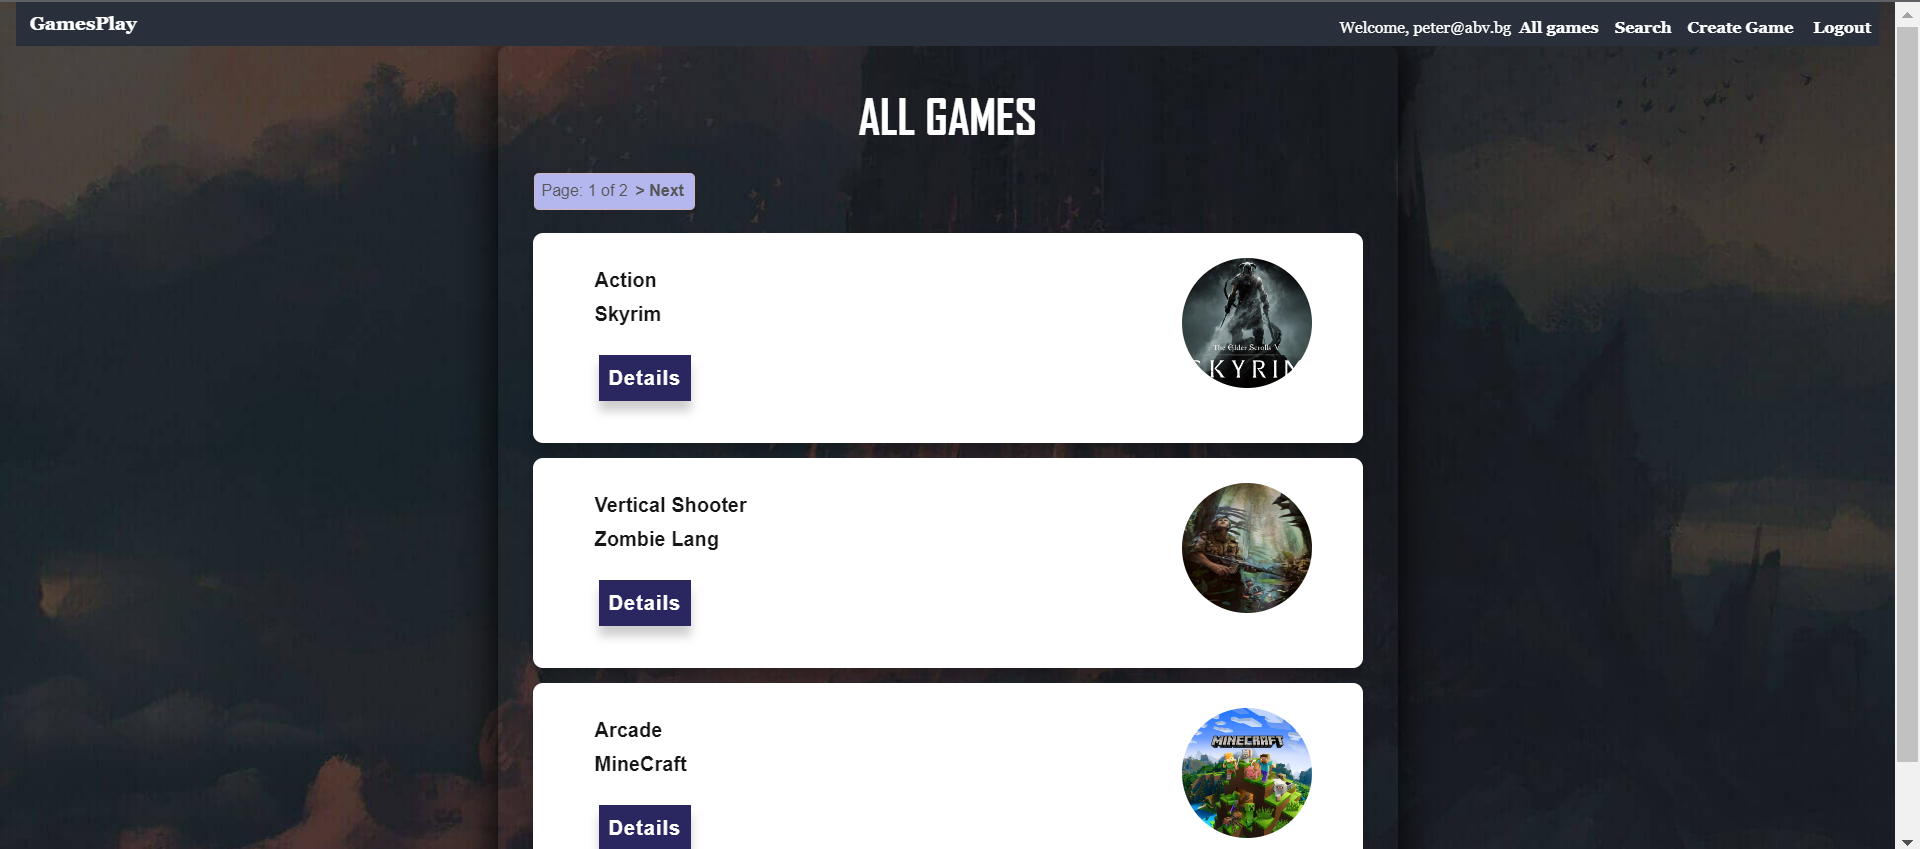 GamesPlay
Welcome, peter@abv.bg All games Search Create Game Logout
ALL GAMES
Page: 1 of 2 > Next
Action
Skyrim
Details
The Elder Scrolls V
SKYRIM
Vertical Shooter
Zombie Lang
Details
Arcade
MineCraft
Details
MINECRAFT